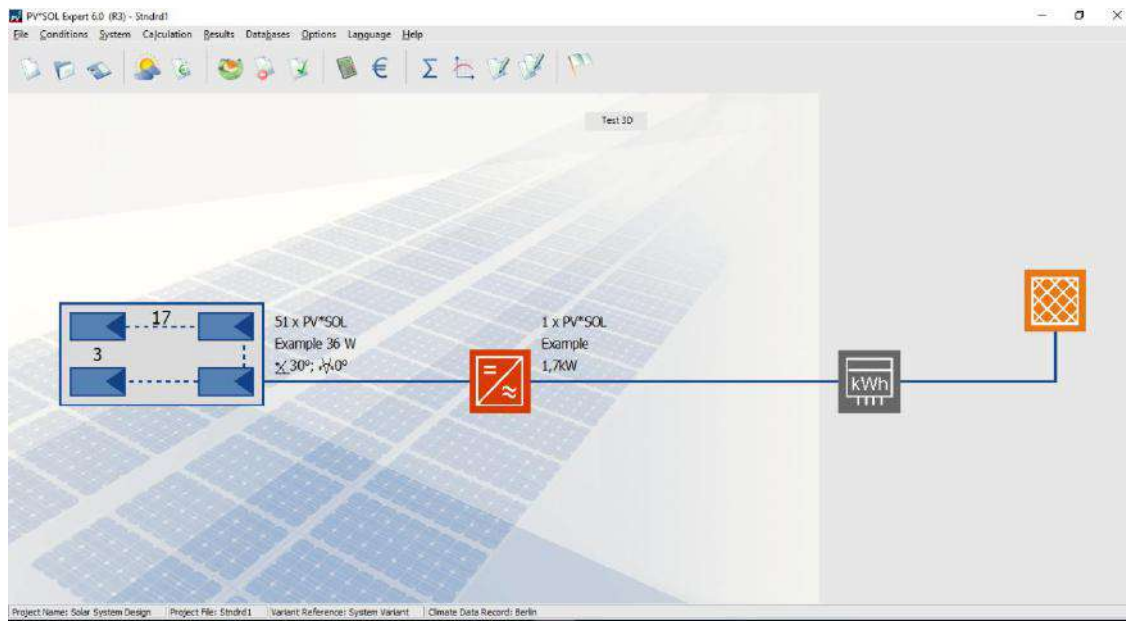 PV*SOL Expert 6.0 (R3) - Stndrd1
File Conditions System Calculation Results Databases Options Language Help
Test 3D
17
3
51 x PV*SOL
Example 36 W
30°; 0°
1 x PV*SOL
Example
1,7kW
kWh
Project Name: Solar System Design Project File: Stndrd1 Variant Reference: System Variant Climate Data Record: Berlin